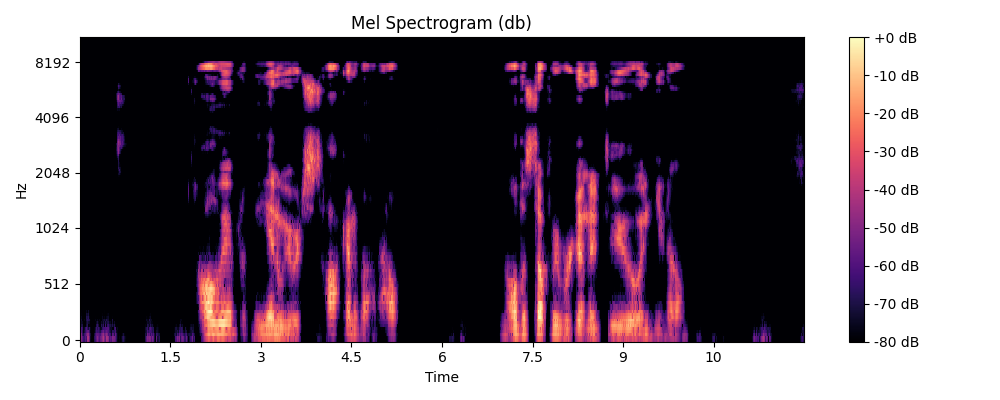 Mel Spectrogram (db)
8192
4096
2048
1024
512
0
Hz
0 1.5 3 4.5 6 7.5 9 10
Time
+0 dB
-10 dB
-20 dB
-30 dB
-40 dB
-50 dB
-60 dB
-70 dB
-80 dB